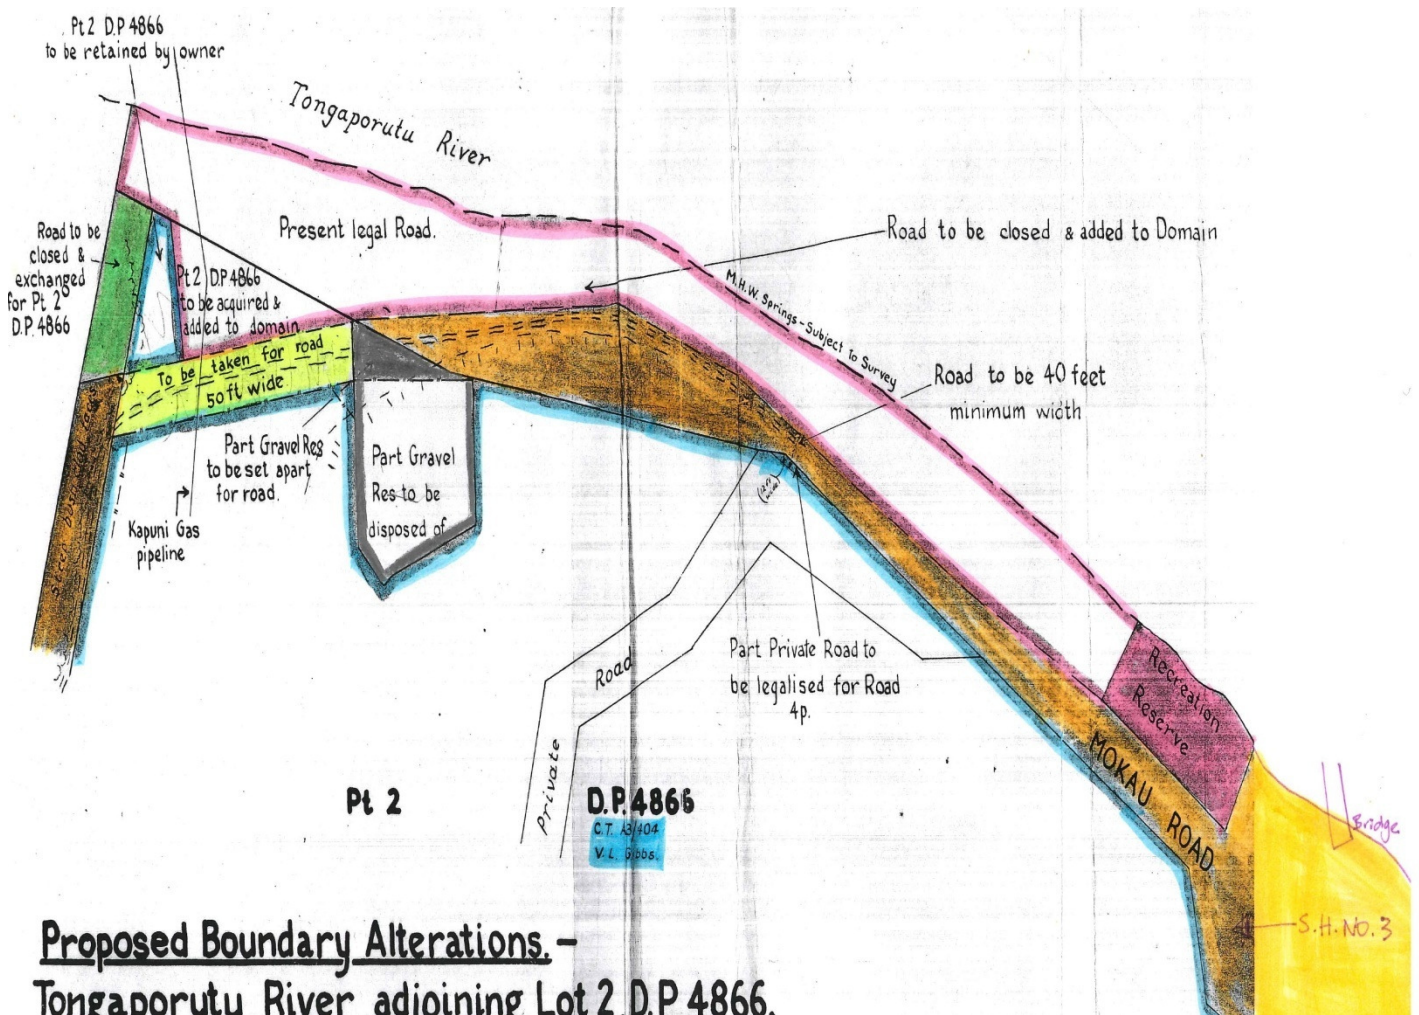 Pt 2 D.P 4866
to be retained by owner
Tongaporutu River
Present legal Road.
Road to be closed & added to Domain
Road to be
closed &
exchanged
for Pt 2
D.P 4866
Pt 2 D.P 4866
to be acquired &
added to domain
M.H.W. Springs - Subject To Survey
To be taken for road
50ft wide
Road to be 40 feet
minimum width
Part Gravel Res
to be set apart
for road.
Part Gravel
Res to be
disposed of
Kapuni Gas
pipeline
Road
Private
Part Private Road to
be legalised for Road
4p.
Recreation
Reserve
MOKAU ROAD
Bridge
S.H. NO. 3
Pt 2
D.P. 4866
C.T. A3/404
V. L. Gibbs.
Proposed Boundary Alterations. -
Tongaporutu River adjoining Lot 2 D.P 4866.